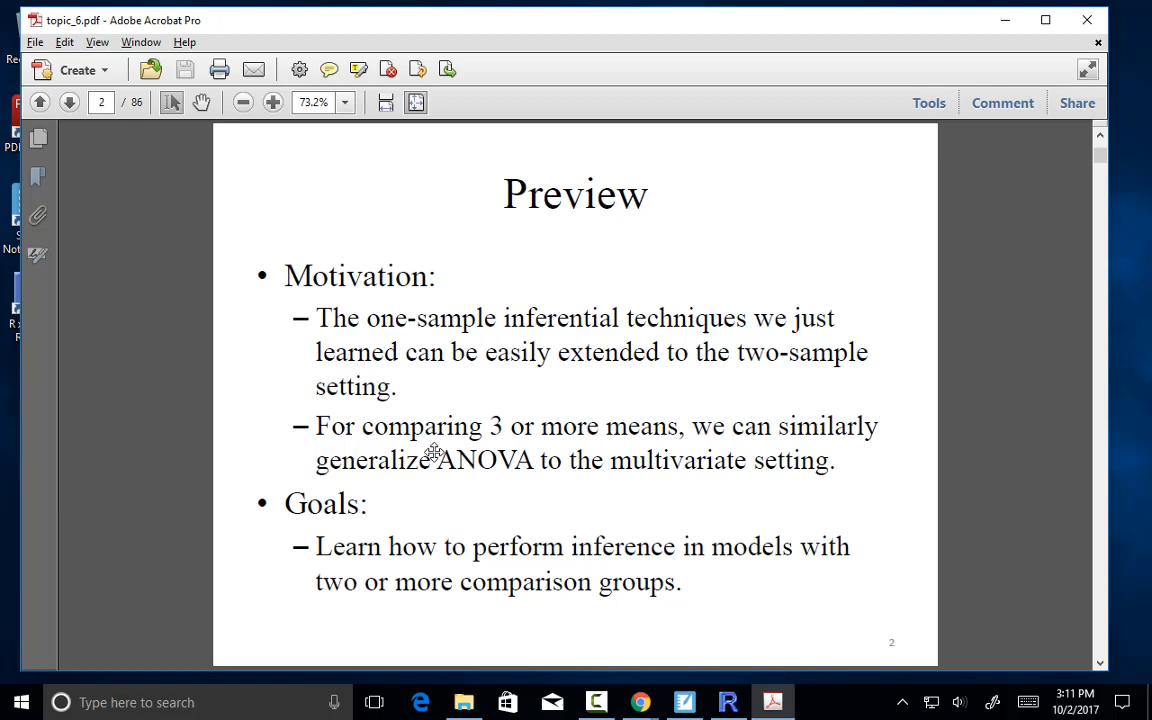 topic_6.pdf - Adobe Acrobat Pro
File Edit View Window Help
Create
2 / 86 73.2% Tools Comment Share
Preview
• Motivation:
– The one-sample inferential techniques we just
learned can be easily extended to the two-sample
setting.
– For comparing 3 or more means, we can similarly
generalize ANOVA to the multivariate setting.
• Goals:
– Learn how to perform inference in models with
two or more comparison groups.
2
Type here to search
3:11 PM
10/2/2017